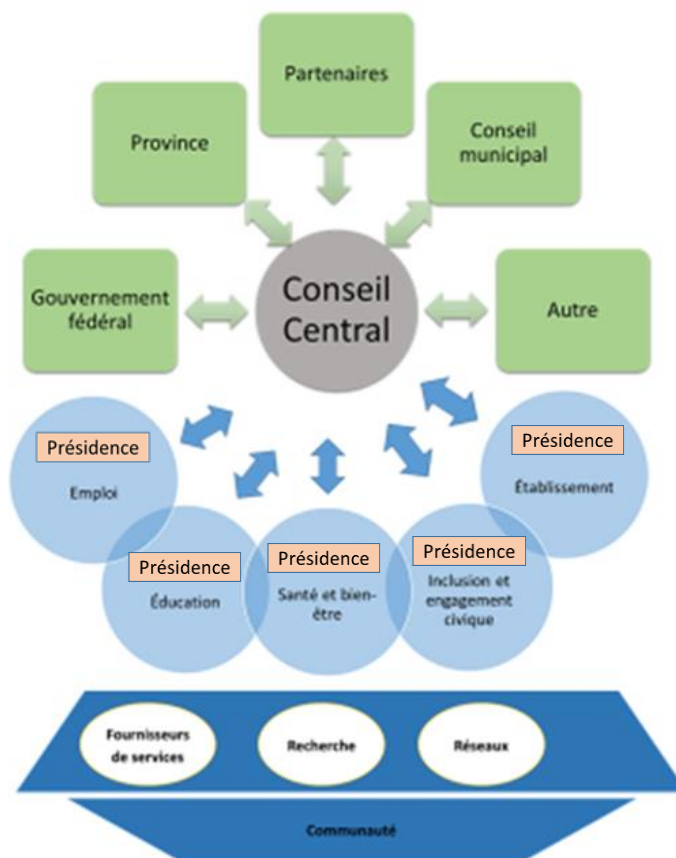 Partenaires
Province
Conseil
municipal
Gouvernement
fédéral
Conseil
Central
Autre
Présidence
Emploi
Présidence
Éducation
Présidence
Santé et bien-
être
Présidence
Inclusion et
engagement
civique
Présidence
Établissement
Fournisseurs
de services
Recherche
Réseaux
Communauté